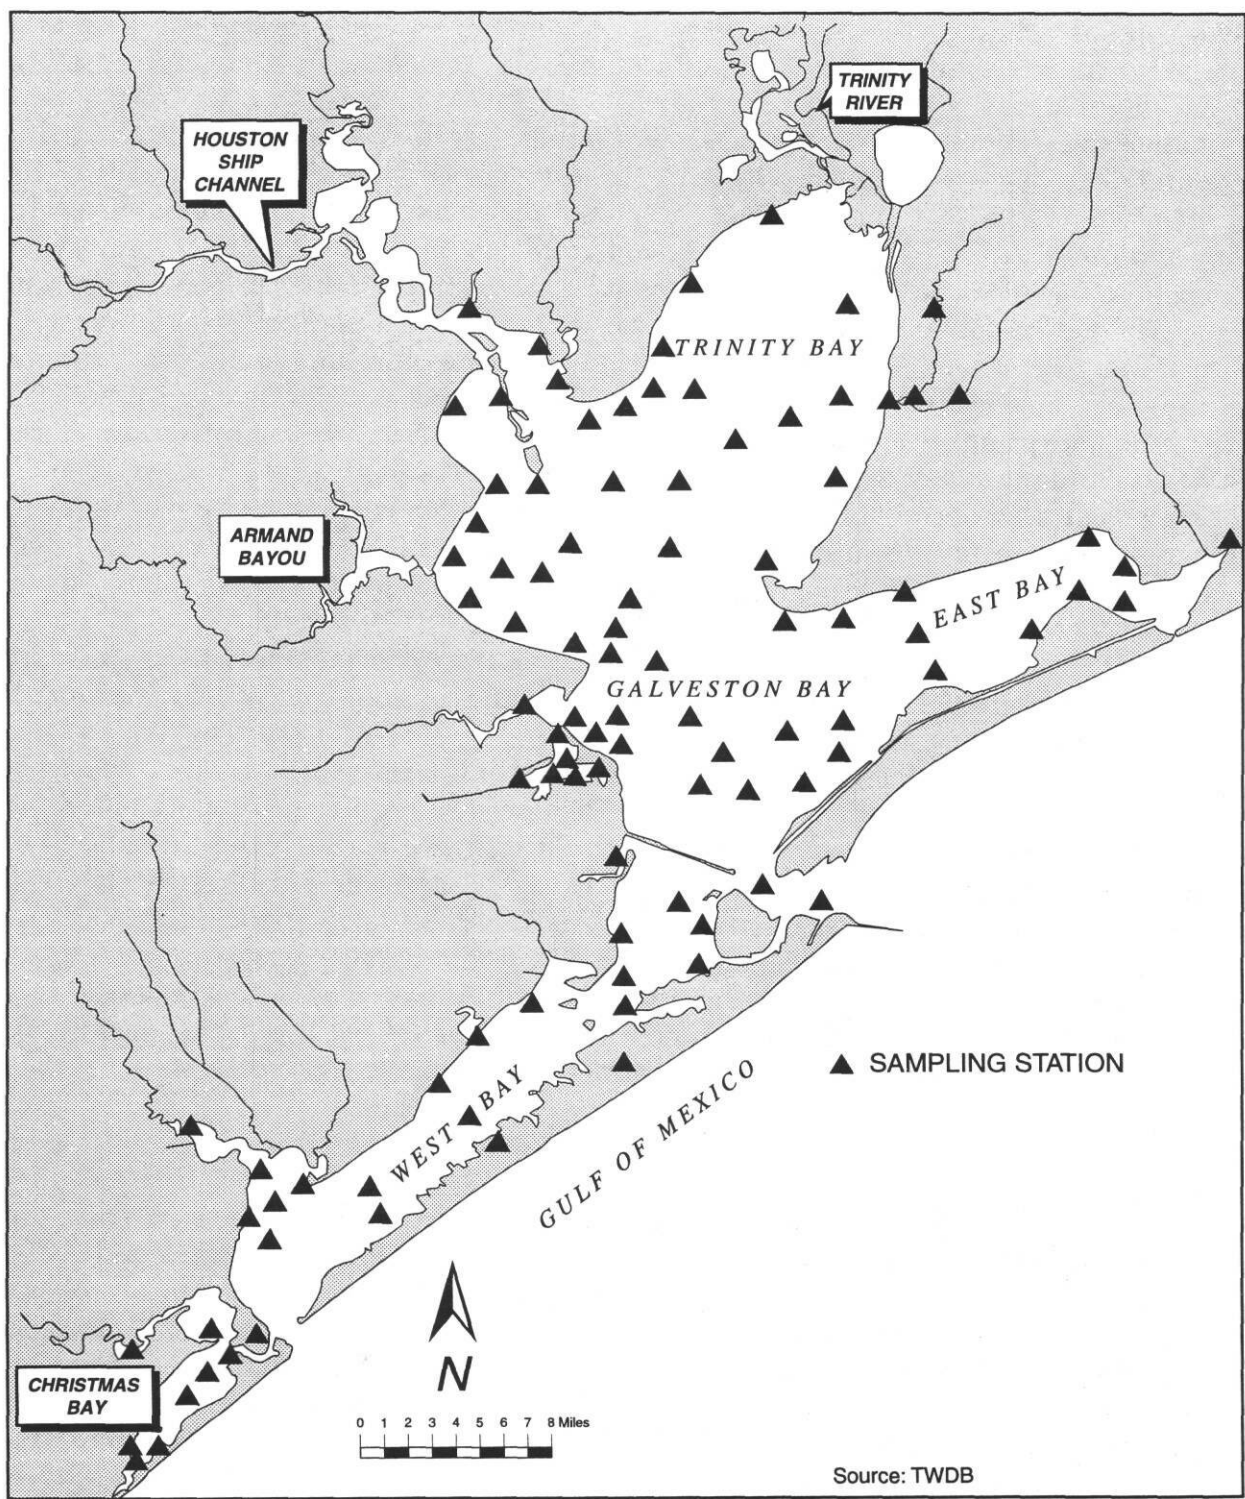 TRINITY
RIVER
HOUSTON
SHIP
CHANNEL
TRINITY BAY
ARMAND
BAYOU
EAST BAY
GALVESTON BAY
SAMPLING STATION
WEST BAY
GULF OF MEXICO
CHRISTMAS
BAY
N
0 1 2 3 4 5 6 7 8 Miles
Source: TWDB